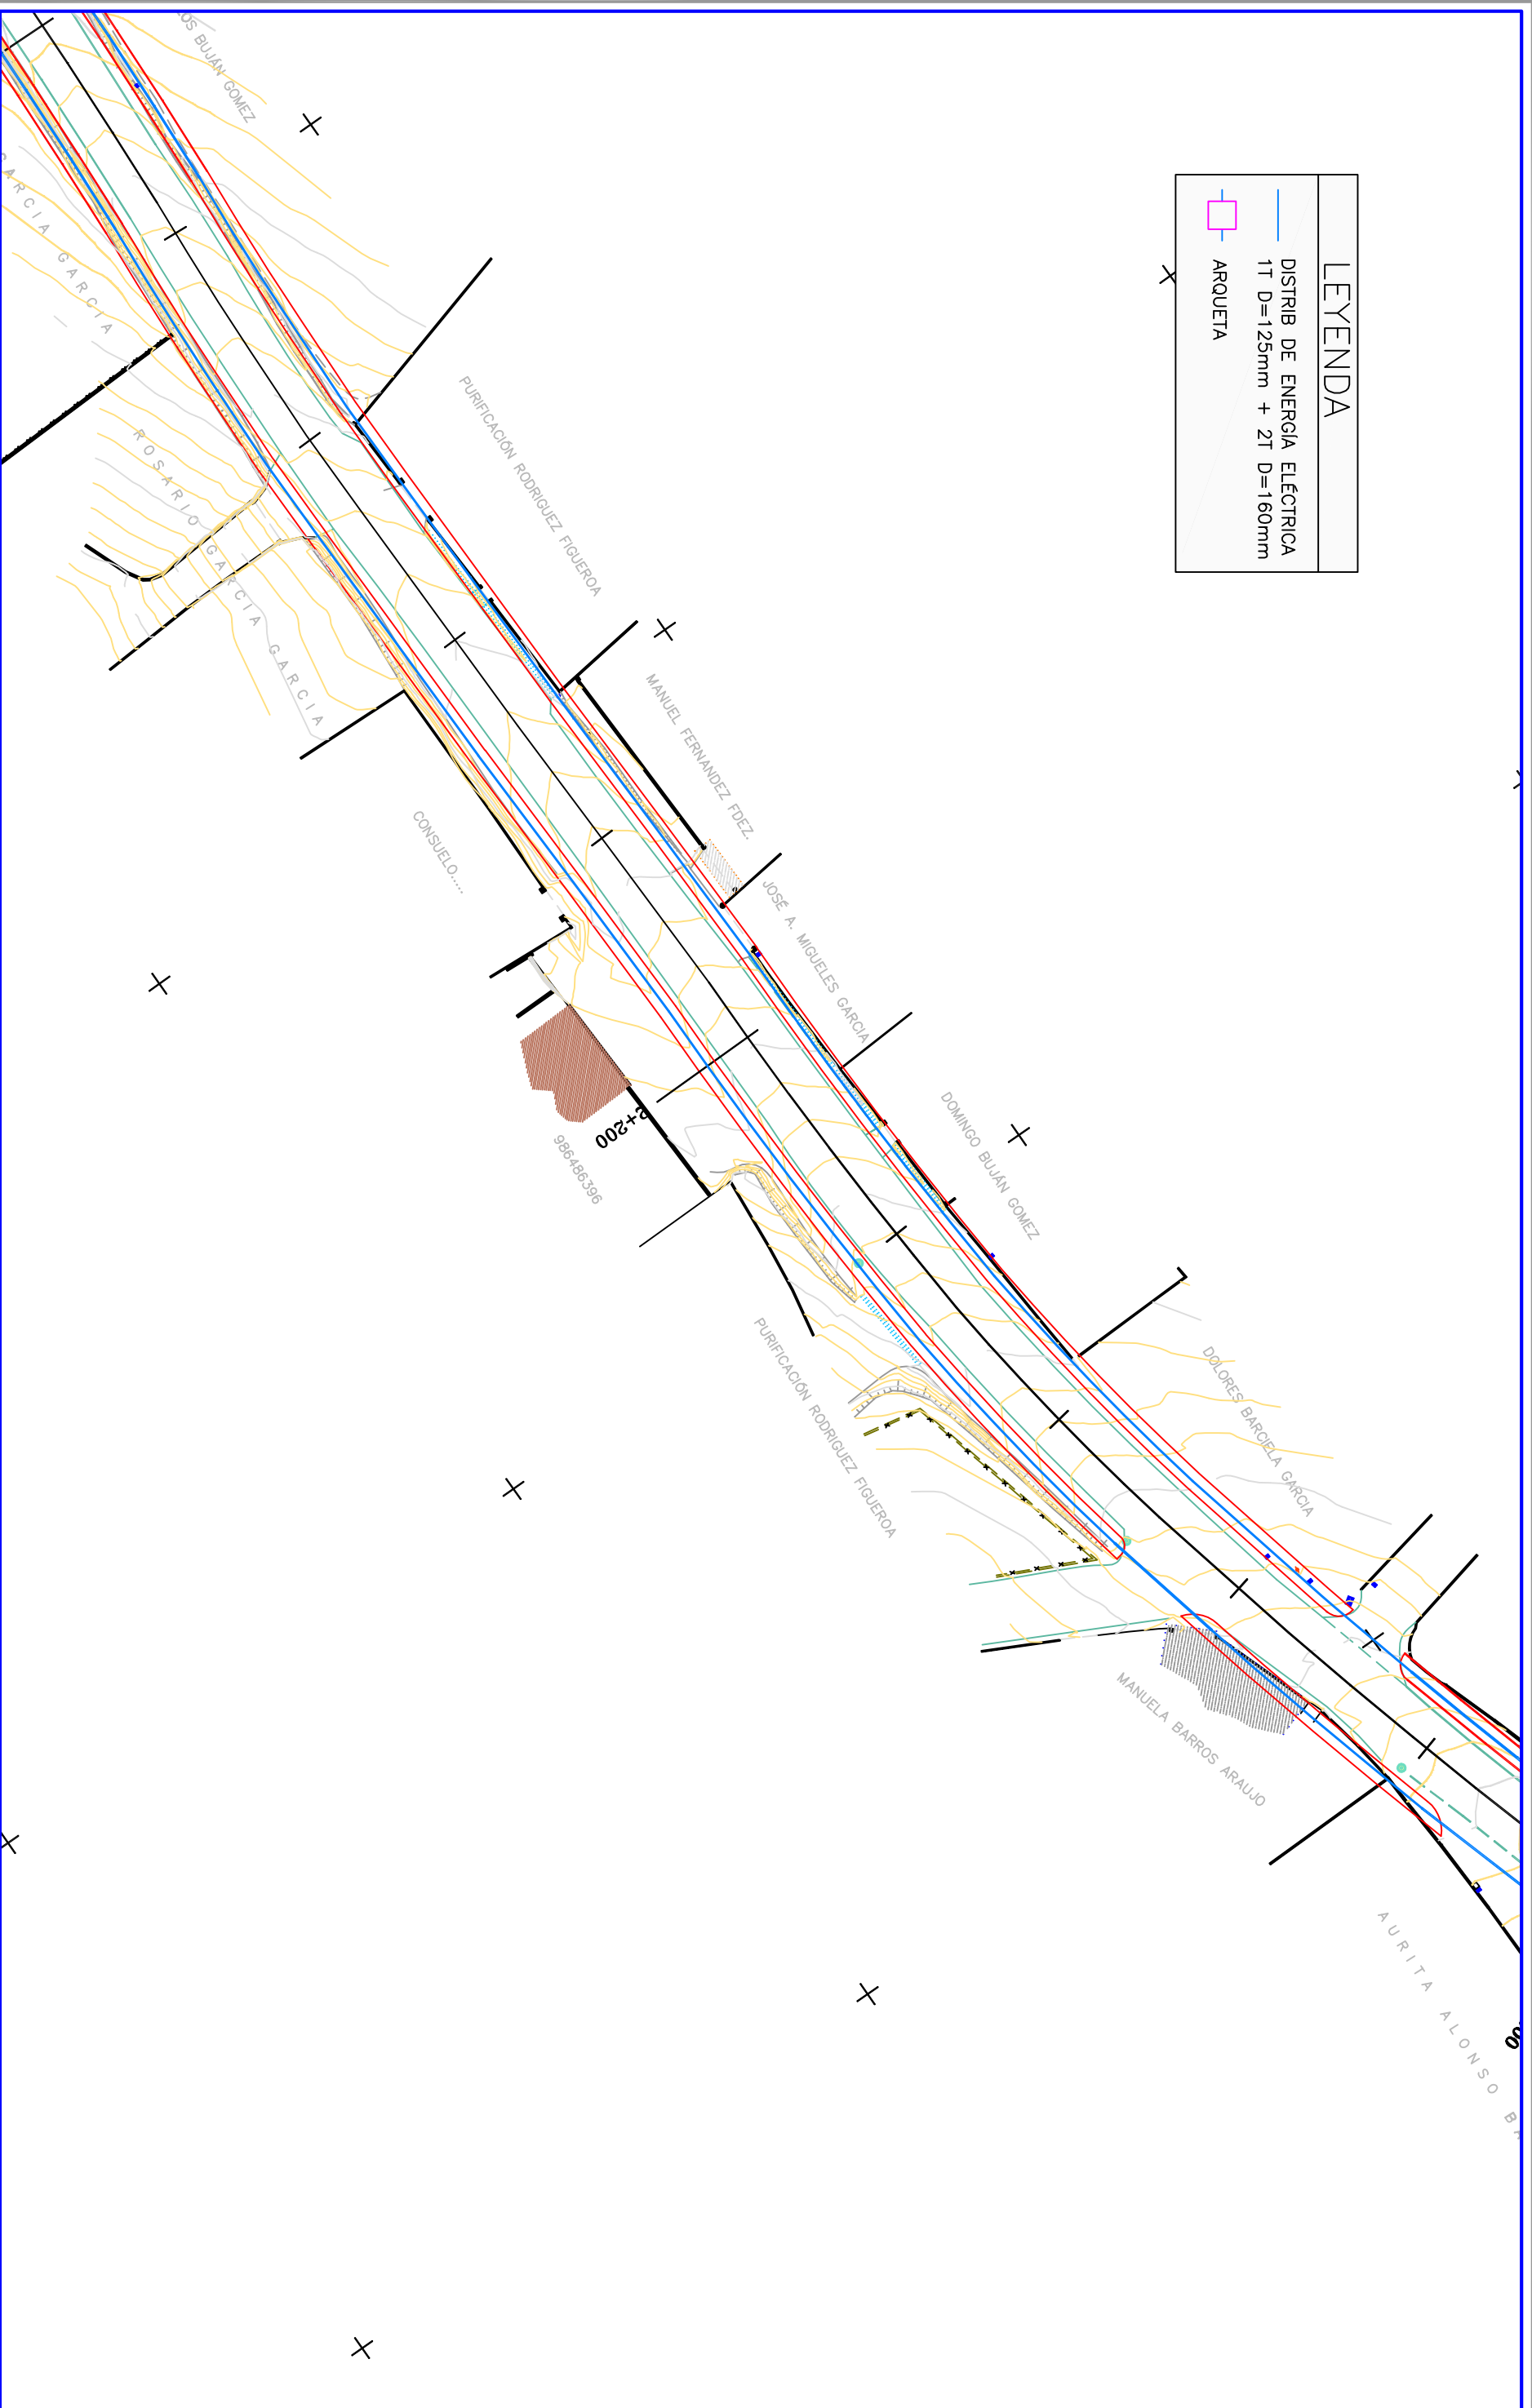 LEYENDA
DISTRIB DE ENERGÍA ELÉCTRICA
1T D=125mm + 2T D=160mm
ARQUETA
OS BUJÁN GOMEZ
GARCIA GARCIA
PURIFICACIÓN RODRIGUEZ FIGUEROA
ROSARIO GARCIA GARCIA
MANUEL FERNANDEZ FDEZ.
CONSUELO.....
JOSÉ A. MIGUELES GARCIA
2+200
986486396
DOMINGO BUJÁN GOMEZ
PURIFICACIÓN RODRIGUEZ FIGUEROA
DOLORES BARCIELA GARCIA
MANUELA BARROS ARAUJO
AURITA ALONSO